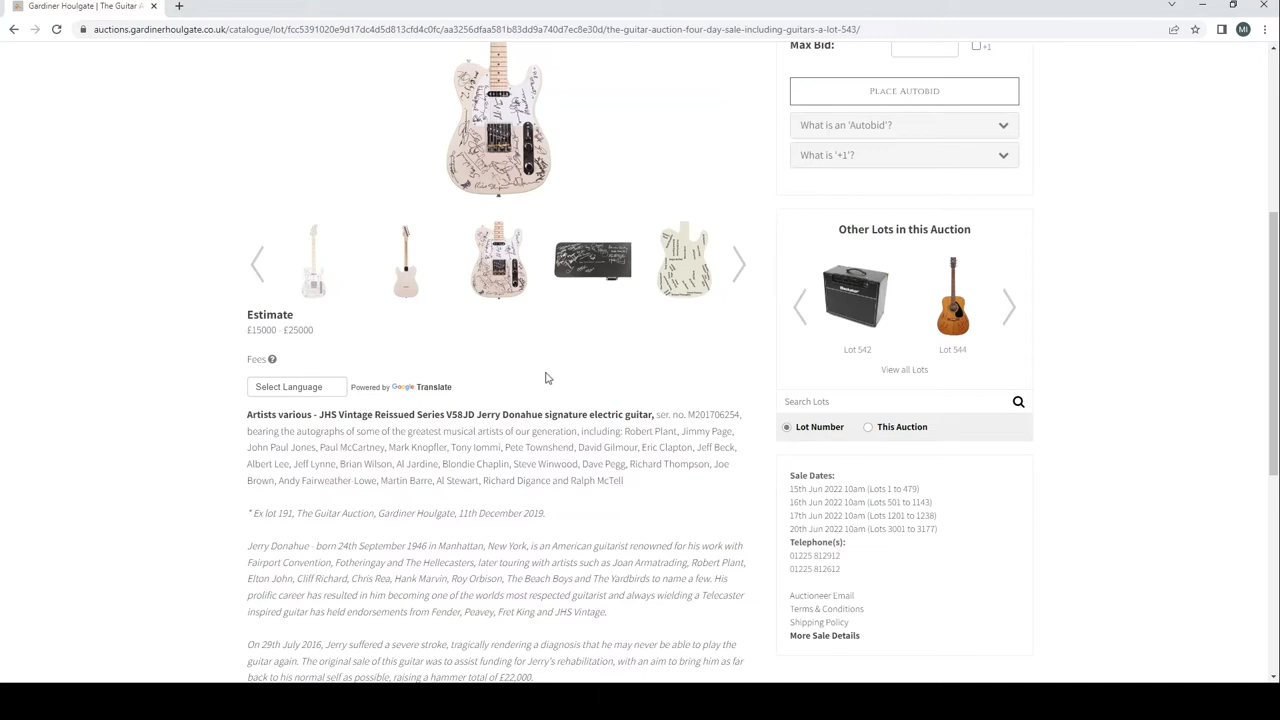 Gardiner Houlgate | The Guitar A
auctions.gardinerhoulgate.co.uk/catalogue/lot/fcc5391020e9d17dc4d5d813cfd4c0fc/aa3256dfaa581b83dd9a740d7ec8e30d/the-guitar-auction-four-day-sale-including-guitars-a-lot-543/
MI
Max Bid:
+1
PLACE AUTOBID
What is an 'Autobid'?
What is '+1'?
Other Lots in this Auction
Lot 542
Lot 544
View all Lots
Search Lots
Lot Number
This Auction
Sale Dates:
15th Jun 2022 10am (Lots 1 to 479)
16th Jun 2022 10am (Lots 501 to 1143)
17th Jun 2022 10am (Lots 1201 to 1238)
20th Jun 2022 10am (Lots 3001 to 3177)
Telephone(s):
01225 812912
01225 812612
Auctioneer Email
Terms & Conditions
Shipping Policy
More Sale Details
Estimate
£15000 - £25000
Fees
Select Language
Powered by Google Translate
Artists various - JHS Vintage Reissued Series V58JD Jerry Donahue signature electric guitar, ser. no. M201706254,
bearing the autographs of some of the greatest musical artists of our generation, including: Robert Plant, Jimmy Page,
John Paul Jones, Paul McCartney, Mark Knopfler, Tony Iommi, Pete Townshend, David Gilmour, Eric Clapton, Jeff Beck,
Albert Lee, Jeff Lynne, Brian Wilson, Al Jardine, Blondie Chaplin, Steve Winwood, Dave Pegg, Richard Thompson, Joe
Brown, Andy Fairweather-Lowe, Martin Barre, Al Stewart, Richard Digance and Ralph McTell
* Ex lot 191, The Guitar Auction, Gardiner Houlgate, 11th December 2019.
Jerry Donahue - born 24th September 1946 in Manhattan, New York, is an American guitarist renowned for his work with
Fairport Convention, Fotheringay and The Hellecasters, later touring with artists such as Joan Armatrading, Robert Plant,
Elton John, Cliff Richard, Chris Rea, Hank Marvin, Roy Orbison, The Beach Boys and The Yardbirds to name a few. His
prolific career has resulted in him becoming one of the worlds most respected guitarist and always wielding a Telecaster
inspired guitar has held endorsements from Fender, Peavey, Fret King and JHS Vintage.
On 29th July 2016, Jerry suffered a severe stroke, tragically rendering a diagnosis that he may never be able to play the
guitar again. The original sale of this guitar was to assist funding for Jerry's rehabilitation, with an aim to bring him as far
back to his normal self as possible, raising a hammer total of £22,000.